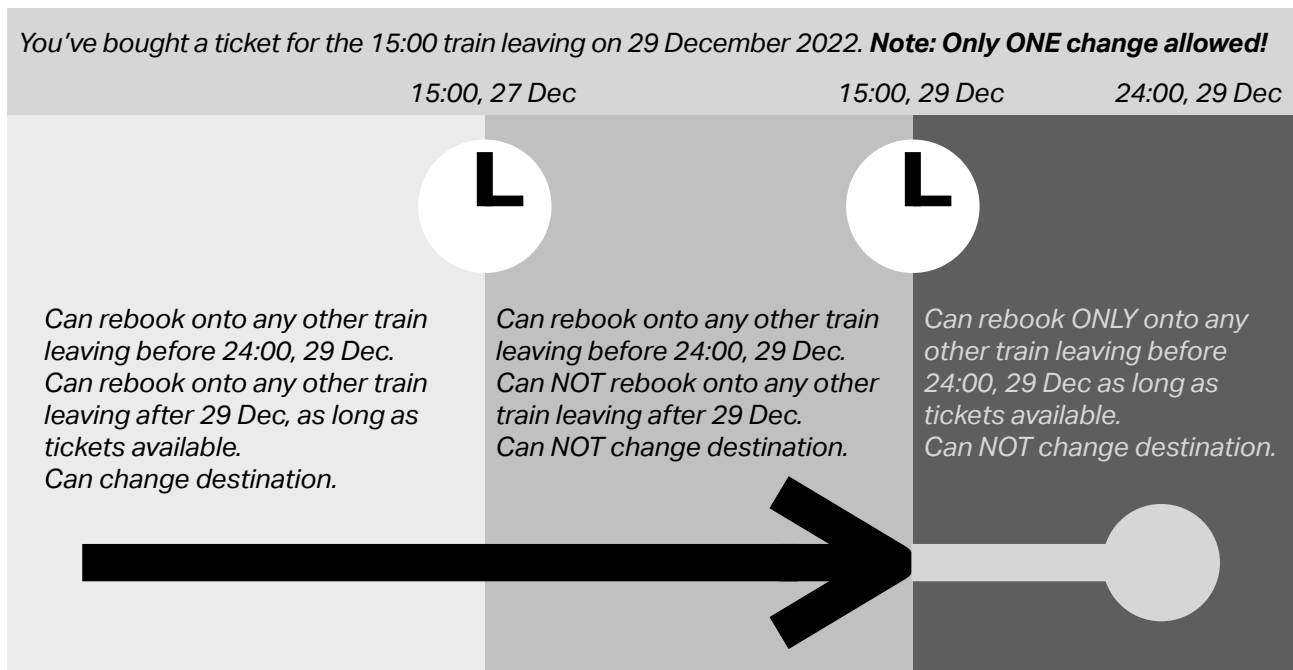 You've bought a ticket for the 15:00 train leaving on 29 December 2022. Note: Only ONE change allowed!
15:00, 27 Dec
15:00, 29 Dec
24:00, 29 Dec
Can rebook onto any other train
leaving before 24:00, 29 Dec.
Can rebook onto any other train
leaving after 29 Dec, as long as
tickets available.
Can change destination.
Can rebook onto any other train
leaving before 24:00, 29 Dec.
Can NOT rebook onto any other
train leaving after 29 Dec.
Can NOT change destination.
Can rebook ONLY onto any
other train leaving before
24:00, 29 Dec as long as
tickets available.
Can NOT change destination.